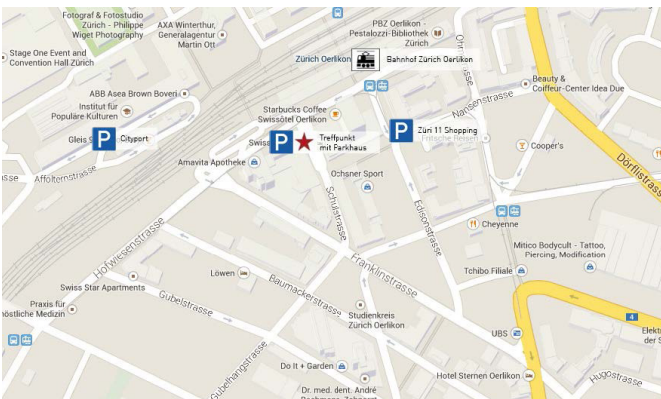 Fotograf & Fotostudio
Zürich - Philippe
Wiget Photography
AXA Winterthur,
Generalagentur
Martin Ott
PBZ Oerlikon -
Pestalozzi-Bibliothek
Zürich
Stage One Event and
Convention Hall Zürich
Zürich Oerlikon
Bahnhof Zürich Oerlikon
ABB Asea Brown Boveri
Institut für
Populäre Kulturen
Starbucks Coffee
Swissôtel Oerlikon
Beauty &
Coiffeur-Center Idea Due
Nansenstrasse
Gleis
P
Cityport
P
Treffpunkt
mit Parkhaus
P
Züri 11 Shopping
Cooper's
Dörflistrasse
Amavita Apotheke
Affolternstrasse
Ochsner Sport
Schulstrasse
Edisonstrasse
Cheyenne
Hofwiesenstrasse
Franklinstrasse
Mitico Bodycult - Tattoo,
Piercing, Modification
Tchibo Filiale
Löwen
Swiss Star Apartments
Gubelstrasse
Baumackerstrasse
Praxis für
Studienkreis
Zürich Oerlikon
4
UBS
Gubelhangstrasse
Do It + Garden
Hotel Sternen Oerlikon
Hugostrasse
Dr. med. dent. André